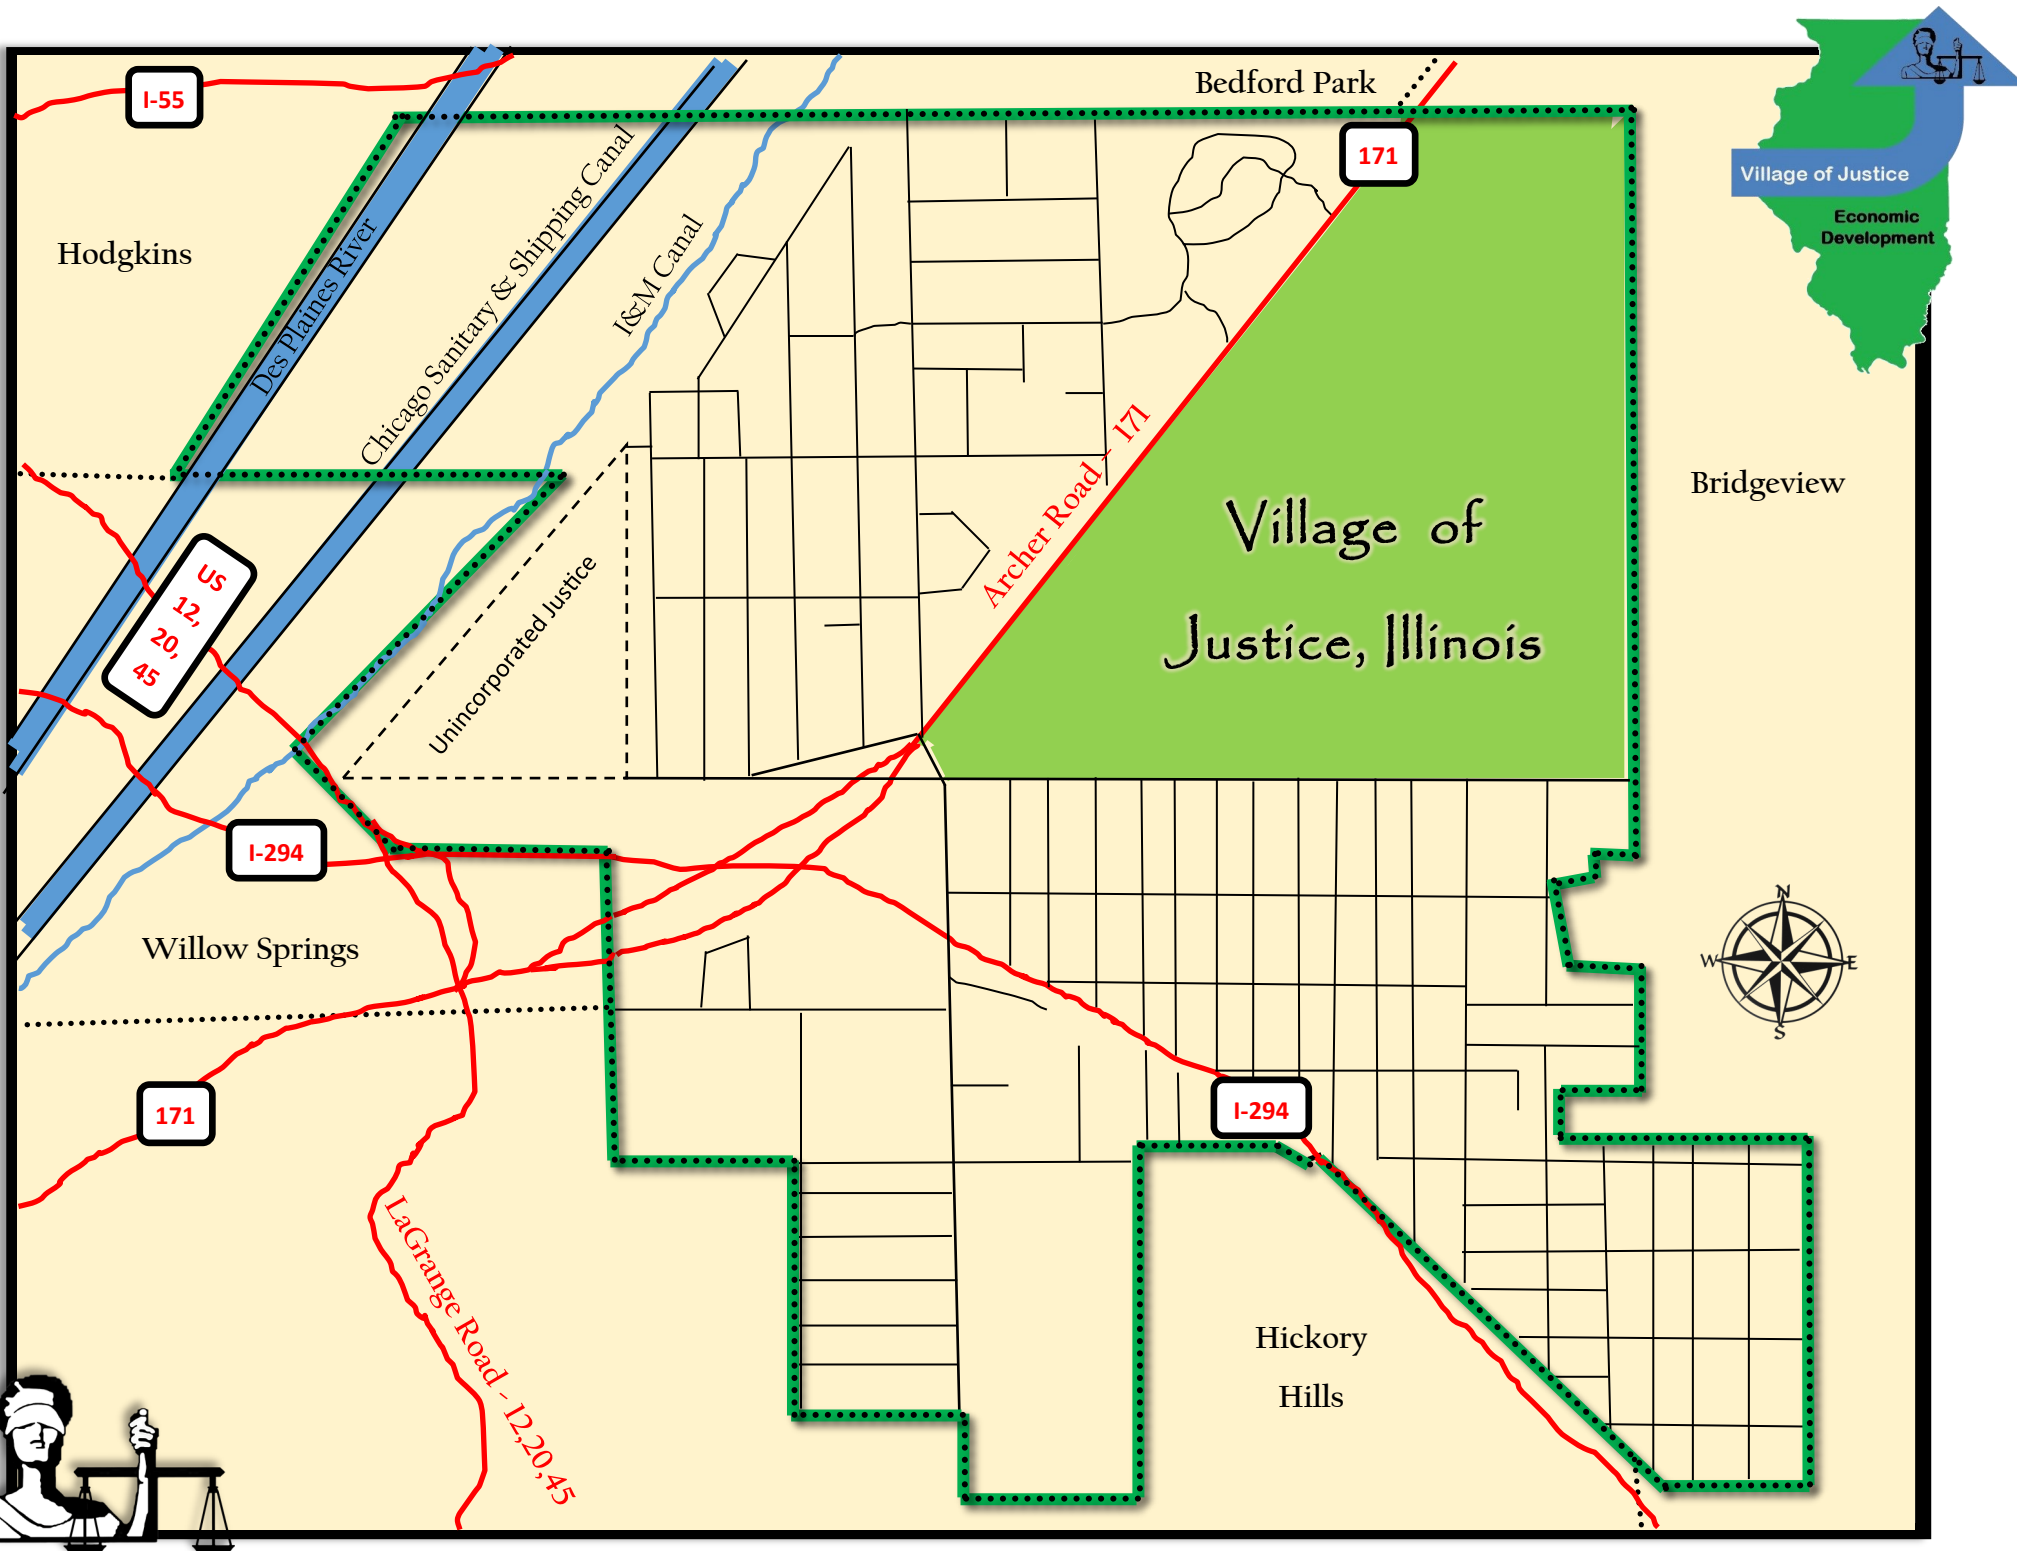 Bedford Park
I-55
171
Village of Justice
Economic
Development
Hodgkins
Des Plaines River
Chicago Sanitary & Shipping Canal
I&M Canal
Archer Road - 171
Bridgeview
Village of
Justice, Illinois
US
12,
20,
45
Unincorporated Justice
I-294
Willow Springs
N
W
E
S
171
I-294
LaGrange Road - 12,20,45
Hickory
Hills